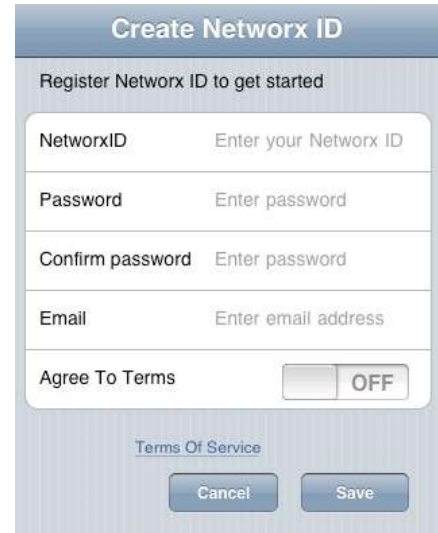 Create Networx ID
Register Networx ID to get started
NetworxID Enter your Networx ID
Password Enter password
Confirm password Enter password
Email Enter email address
Agree To Terms OFF
Terms Of Service
Cancel Save